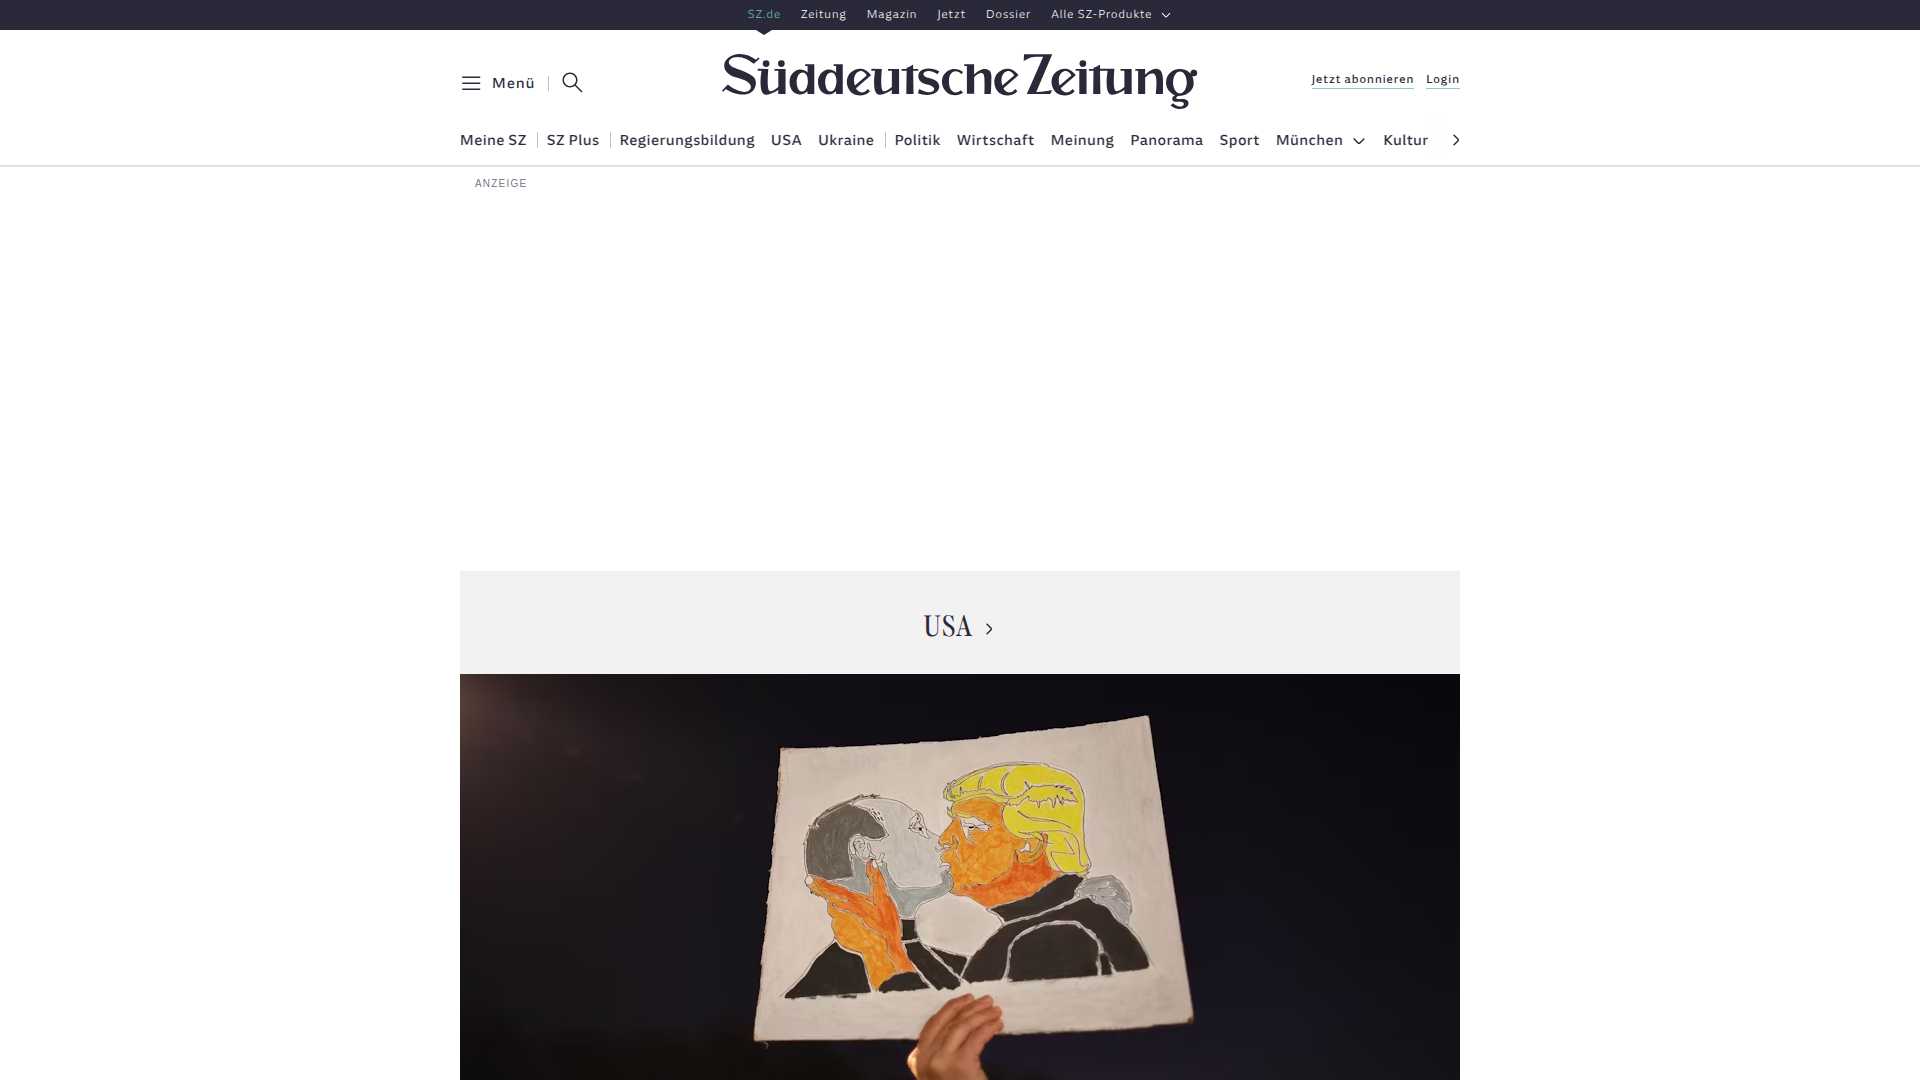 SZ.de Zeitung Magazin Jetzt Dossier Alle SZ-Produkte
Menü
Süddeutsche Zeitung
Jetzt abonnieren Login
Meine SZ SZ Plus Regierungsbildung USA Ukraine Politik Wirtschaft Meinung Panorama Sport München Kultur
ANZEIGE
USA